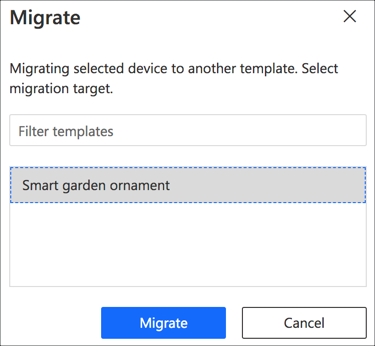 Migrate
Migrating selected device to another template. Select
migration target.
Filter templates
Smart garden ornament
Migrate
Cancel